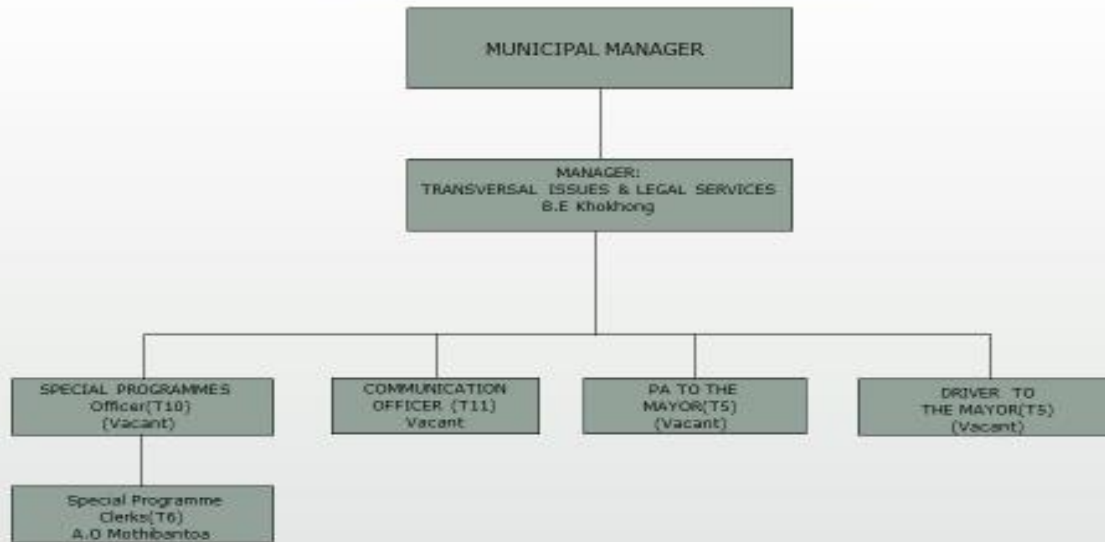 MUNICIPAL MANAGER
MANAGER:
TRANSVERSAL ISSUES & LEGAL SERVICES
B.E Khokhong
SPECIAL PROGRAMMES
Officer(T10)
(Vacant)
COMMUNICATION
OFFICER (T11)
Vacant
PA TO THE
MAYOR(T5)
(Vacant)
DRIVER TO
THE MAYOR(T5)
(Vacant)
Special Programme
Clerks(T6)
A.O Mothibantoa